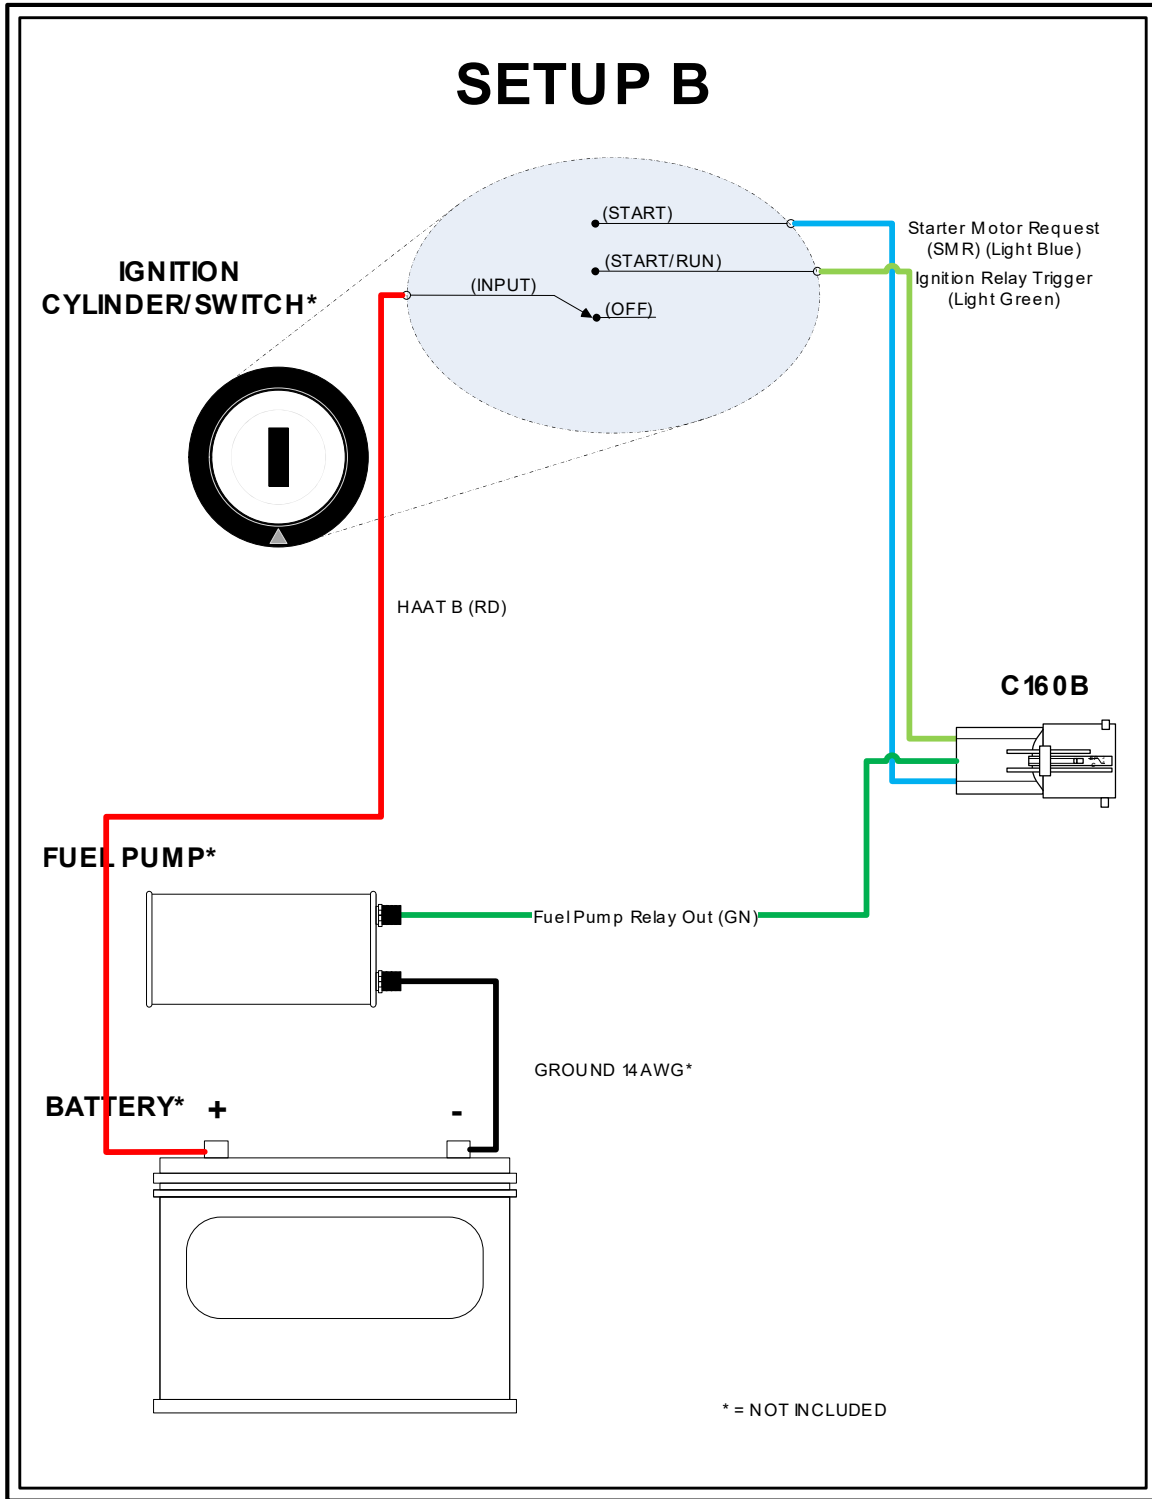 SETUP B
(START)
Starter Motor Request
(SMR) (Light Blue)
(START/RUN)
IGNITION
CYLINDER/SWITCH*
Ignition Relay Trigger
(Light Green)
(INPUT)
(OFF)
HAAT B (RD)
C160B
FUEL PUMP*
Fuel Pump Relay Out (GN)
GROUND 14AWG*
BATTERY* + -
* = NOT INCLUDED